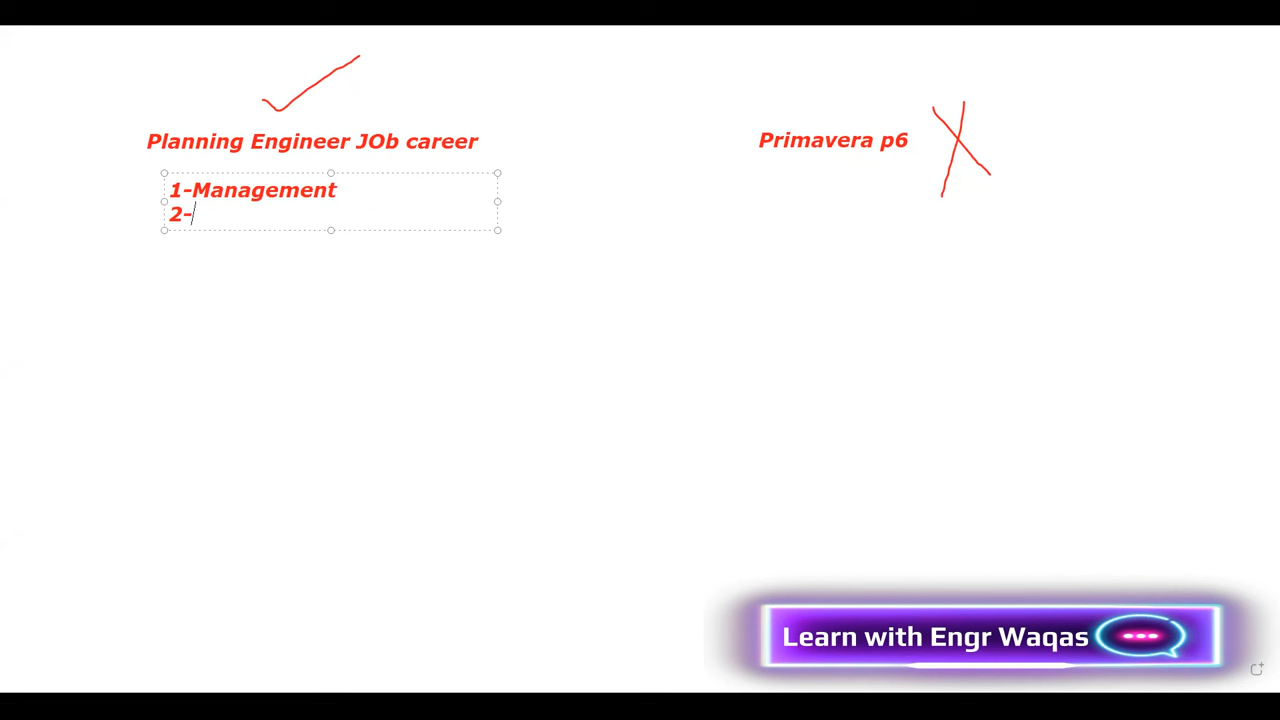 Planning Engineer JOb career
1-Management
2-
Primavera p6
Learn with Engr Waqas